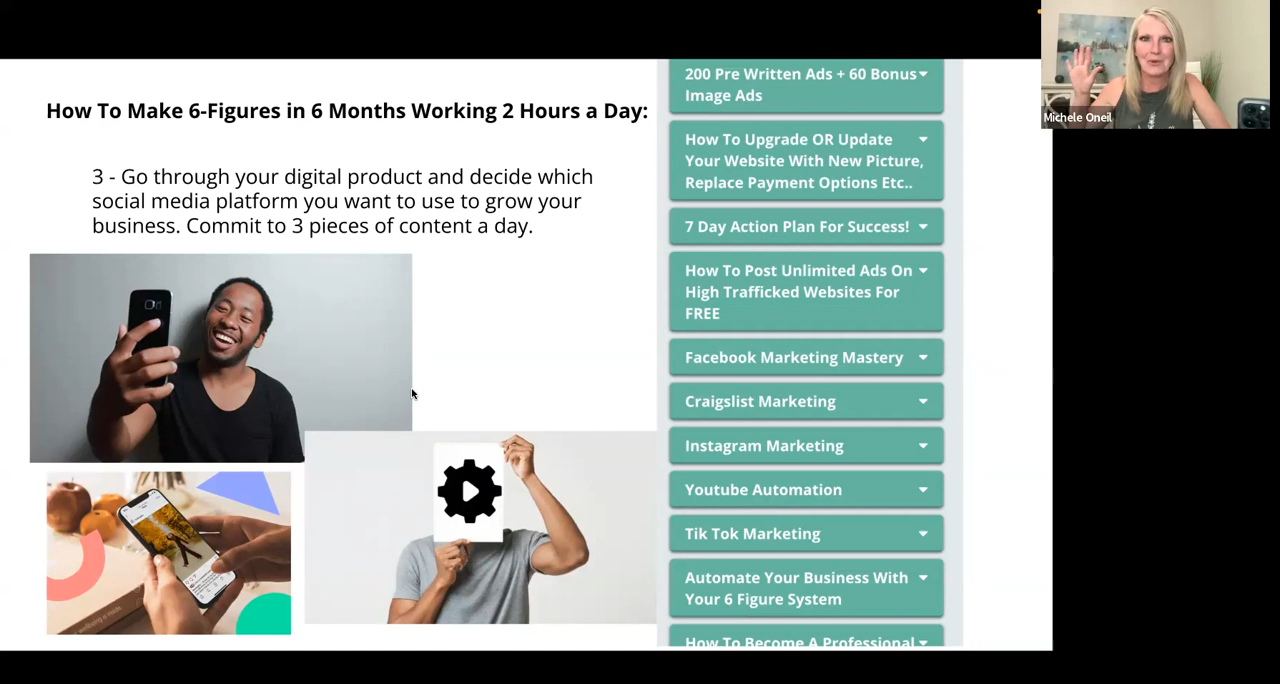 How To Make 6-Figures in 6 Months Working 2 Hours a Day:
3 - Go through your digital product and decide which
social media platform you want to use to grow your
business. Commit to 3 pieces of content a day.
200 Pre Written Ads + 60 Bonus
Image Ads
How To Upgrade OR Update
Your Website With New Picture,
Replace Payment Options Etc..
7 Day Action Plan For Success!
How To Post Unlimited Ads On
High Trafficked Websites For
FREE
Facebook Marketing Mastery
Craigslist Marketing
Instagram Marketing
Youtube Automation
Tik Tok Marketing
Automate Your Business With
Your 6 Figure System
How To Become A Professional
Michele Oneil